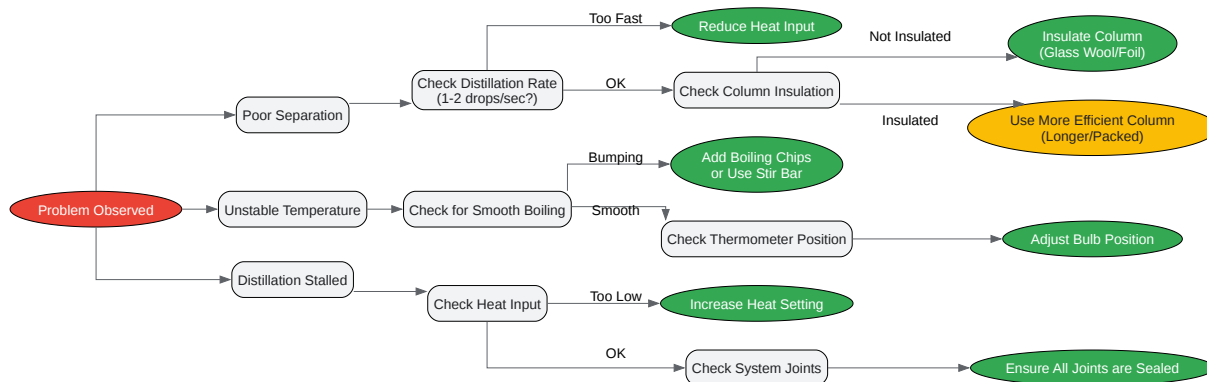 Too Fast
Reduce Heat Input
Not Insulated
Insulate Column
(Glass Wool/Foil)
Check Distillation Rate
(1-2 drops/sec?)
OK
Check Column Insulation
Poor Separation
Insulated
Use More Efficient Column
(Longer/Packed)
Bumping
Add Boiling Chips
or Use Stir Bar
Problem Observed
Unstable Temperature
Check for Smooth Boiling
Smooth
Check Thermometer Position
Adjust Bulb Position
Distillation Stalled
Check Heat Input
Too Low
Increase Heat Setting
OK
Check System Joints
Ensure All Joints are Sealed